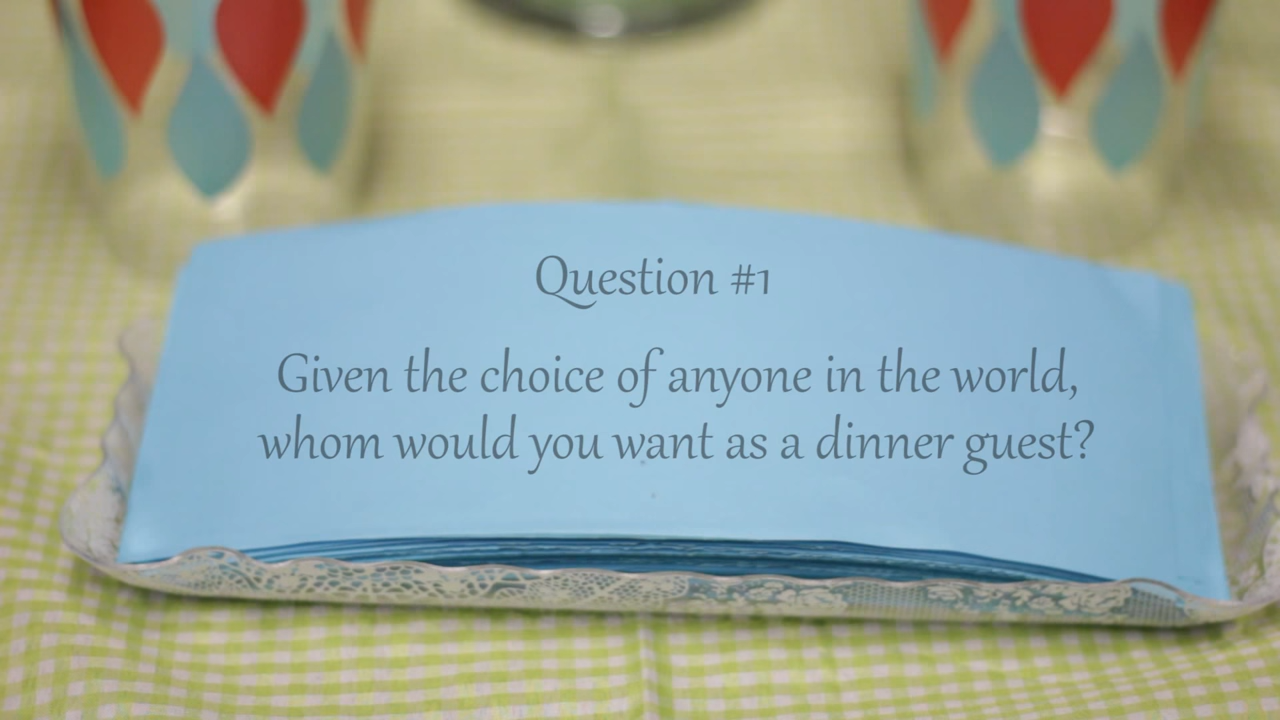 Question #1
Given the choice of anyone in the world,
whom would you want as a dinner guest?